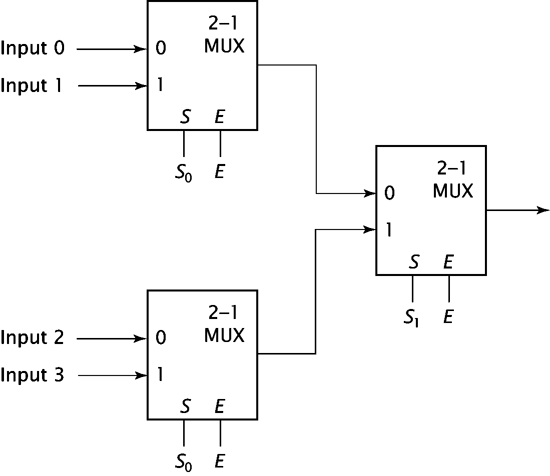 2–1
MUX
Input 0
0
Input 1
1
S E
S0 E
2–1
MUX
0
1
S E
S1 E
2–1
MUX
Input 2
0
Input 3
1
S E
S0 E